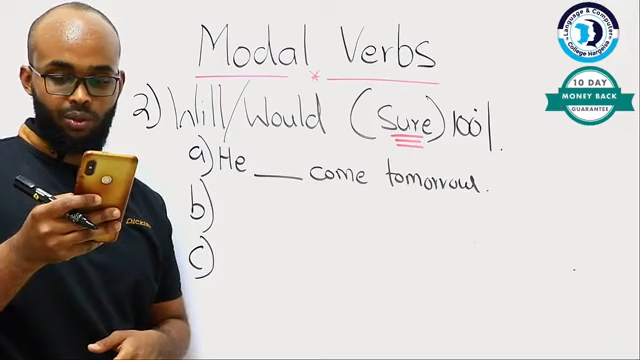 Modal Verbs
2) Will/Would (Sure) 100%.
a) He ___ come tomorrow.
b)
c)
Language & Computer
College Hargeisa
10 DAY
MONEY BACK
GUARANTEE
Dickies